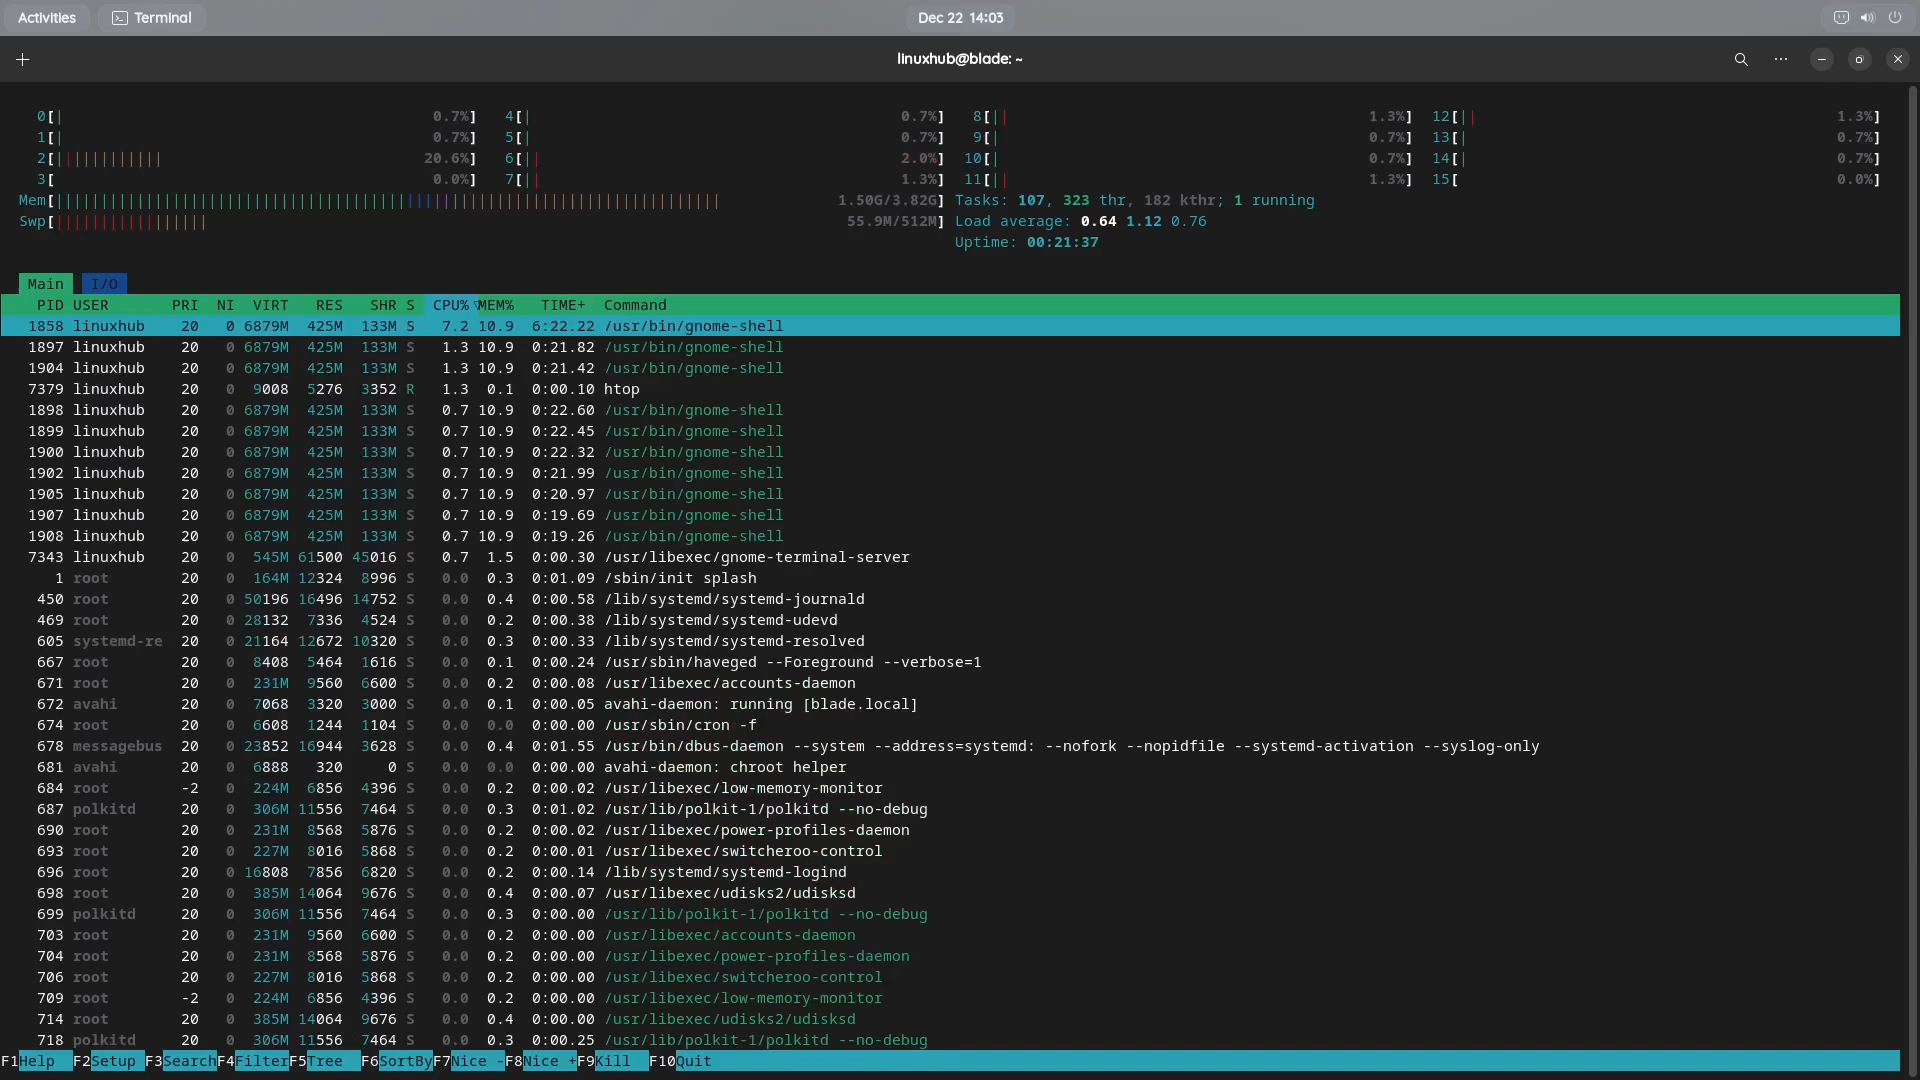 Activities Terminal Dec 22 14:03
linuxhub@blade: ~
0[| 0.7%] 4[| 0.7%] 8[|| 1.3%] 12[|| 1.3%]
1[| 0.7%] 5[| 0.7%] 9[| 0.7%] 13[| 0.7%]
2[|||||||||||| 20.6%] 6[|| 2.0%] 10[| 0.7%] 14[| 0.7%]
3[ 0.0%] 7[|| 1.3%] 11[|| 1.3%] 15[ 0.0%]
Mem[||||||||||||||||||||||||||||||||||||||||||||||||||||||||||||||||||||||||||| 1.50G/3.82G] Tasks: 107, 323 thr, 182 kthr; 1 running
Swp[||||||||||||||||| 55.9M/512M] Load average: 0.64 1.12 0.76
Uptime: 00:21:37
Main I/O
PID USER PRI NI VIRT RES SHR S CPU%▽MEM% TIME+ Command
1858 linuxhub 20 0 6879M 425M 133M S 7.2 10.9 6:22.22 /usr/bin/gnome-shell
1897 linuxhub 20 0 6879M 425M 133M S 1.3 10.9 0:21.82 /usr/bin/gnome-shell
1904 linuxhub 20 0 6879M 425M 133M S 1.3 10.9 0:21.42 /usr/bin/gnome-shell
7379 linuxhub 20 0 9008 5276 3352 R 1.3 0.1 0:00.10 htop
1898 linuxhub 20 0 6879M 425M 133M S 0.7 10.9 0:22.60 /usr/bin/gnome-shell
1899 linuxhub 20 0 6879M 425M 133M S 0.7 10.9 0:22.45 /usr/bin/gnome-shell
1900 linuxhub 20 0 6879M 425M 133M S 0.7 10.9 0:22.32 /usr/bin/gnome-shell
1902 linuxhub 20 0 6879M 425M 133M S 0.7 10.9 0:21.99 /usr/bin/gnome-shell
1905 linuxhub 20 0 6879M 425M 133M S 0.7 10.9 0:20.97 /usr/bin/gnome-shell
1907 linuxhub 20 0 6879M 425M 133M S 0.7 10.9 0:19.69 /usr/bin/gnome-shell
1908 linuxhub 20 0 6879M 425M 133M S 0.7 10.9 0:19.26 /usr/bin/gnome-shell
7343 linuxhub 20 0 545M 61500 45016 S 0.7 1.5 0:00.30 /usr/libexec/gnome-terminal-server
1 root 20 0 164M 12324 8996 S 0.0 0.3 0:01.09 /sbin/init splash
450 root 20 0 50196 16496 14752 S 0.0 0.4 0:00.58 /lib/systemd/systemd-journald
469 root 20 0 28132 7336 4524 S 0.0 0.2 0:00.38 /lib/systemd/systemd-udevd
605 systemd-re 20 0 21164 12672 10320 S 0.0 0.3 0:00.33 /lib/systemd/systemd-resolved
667 root 20 0 8408 5464 1616 S 0.0 0.1 0:00.24 /usr/sbin/haveged --Foreground --verbose=1
671 root 20 0 231M 9560 6600 S 0.0 0.2 0:00.08 /usr/libexec/accounts-daemon
672 avahi 20 0 7068 3320 3000 S 0.0 0.1 0:00.05 avahi-daemon: running [blade.local]
674 root 20 0 6608 1244 1104 S 0.0 0.0 0:00.00 /usr/sbin/cron -f
678 messagebus 20 0 23852 16944 3628 S 0.0 0.4 0:01.55 /usr/bin/dbus-daemon --system --address=systemd: --nofork --nopidfile --systemd-activation --syslog-only
681 avahi 20 0 6888 320 0 S 0.0 0.0 0:00.00 avahi-daemon: chroot helper
684 root -2 0 224M 6856 4396 S 0.0 0.2 0:00.02 /usr/libexec/low-memory-monitor
687 polkitd 20 0 306M 11556 7464 S 0.0 0.3 0:01.02 /usr/lib/polkit-1/polkitd --no-debug
690 root 20 0 231M 8568 5876 S 0.0 0.2 0:00.02 /usr/libexec/power-profiles-daemon
693 root 20 0 227M 8016 5868 S 0.0 0.2 0:00.01 /usr/libexec/switcheroo-control
696 root 20 0 16808 7856 6820 S 0.0 0.2 0:00.14 /lib/systemd/systemd-logind
698 root 20 0 385M 14064 9676 S 0.0 0.4 0:00.07 /usr/libexec/udisks2/udisksd
699 polkitd 20 0 306M 11556 7464 S 0.0 0.3 0:00.00 /usr/lib/polkit-1/polkitd --no-debug
703 root 20 0 231M 9560 6600 S 0.0 0.2 0:00.00 /usr/libexec/accounts-daemon
704 root 20 0 231M 8568 5876 S 0.0 0.2 0:00.00 /usr/libexec/power-profiles-daemon
706 root 20 0 227M 8016 5868 S 0.0 0.2 0:00.00 /usr/libexec/switcheroo-control
709 root -2 0 224M 6856 4396 S 0.0 0.2 0:00.00 /usr/libexec/low-memory-monitor
714 root 20 0 385M 14064 9676 S 0.0 0.4 0:00.00 /usr/libexec/udisks2/udisksd
718 polkitd 20 0 306M 11556 7464 S 0.0 0.3 0:00.25 /usr/lib/polkit-1/polkitd --no-debug
F1Help F2Setup F3SearchF4FilterF5Tree F6SortByF7Nice -F8Nice +F9Kill F10Quit